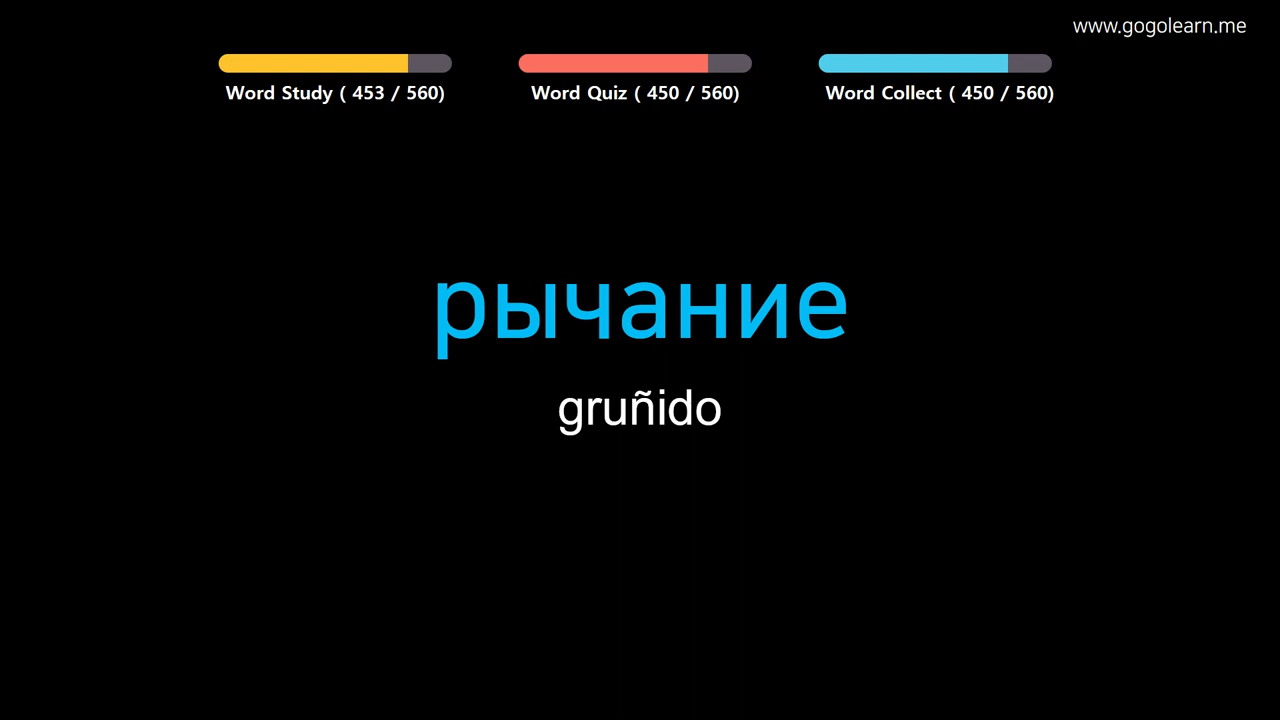 www.gogolearn.me
Word Study ( 453 / 560)
Word Quiz ( 450 / 560)
Word Collect ( 450 / 560)
рычание
gruñido